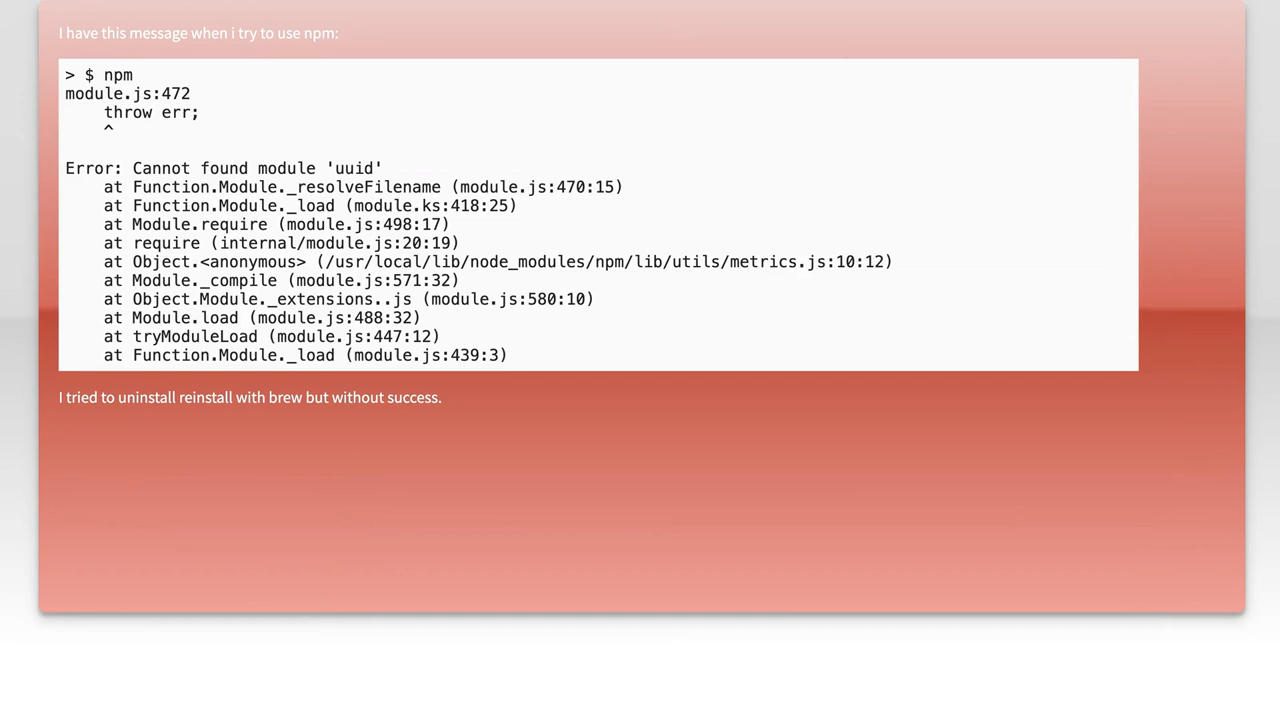 I have this message when i try to use npm:
> $ npm
module.js:472
    throw err;
    ^
Error: Cannot found module 'uuid'
    at Function.Module._resolveFilename (module.js:470:15)
    at Function.Module._load (module.ks:418:25)
    at Module.require (module.js:498:17)
    at require (internal/module.js:20:19)
    at Object.<anonymous> (/usr/local/lib/node_modules/npm/lib/utils/metrics.js:10:12)
    at Module._compile (module.js:571:32)
    at Object.Module._extensions..js (module.js:580:10)
    at Module.load (module.js:488:32)
    at tryModuleLoad (module.js:447:12)
    at Function.Module._load (module.js:439:3)
I tried to uninstall reinstall with brew but without success.